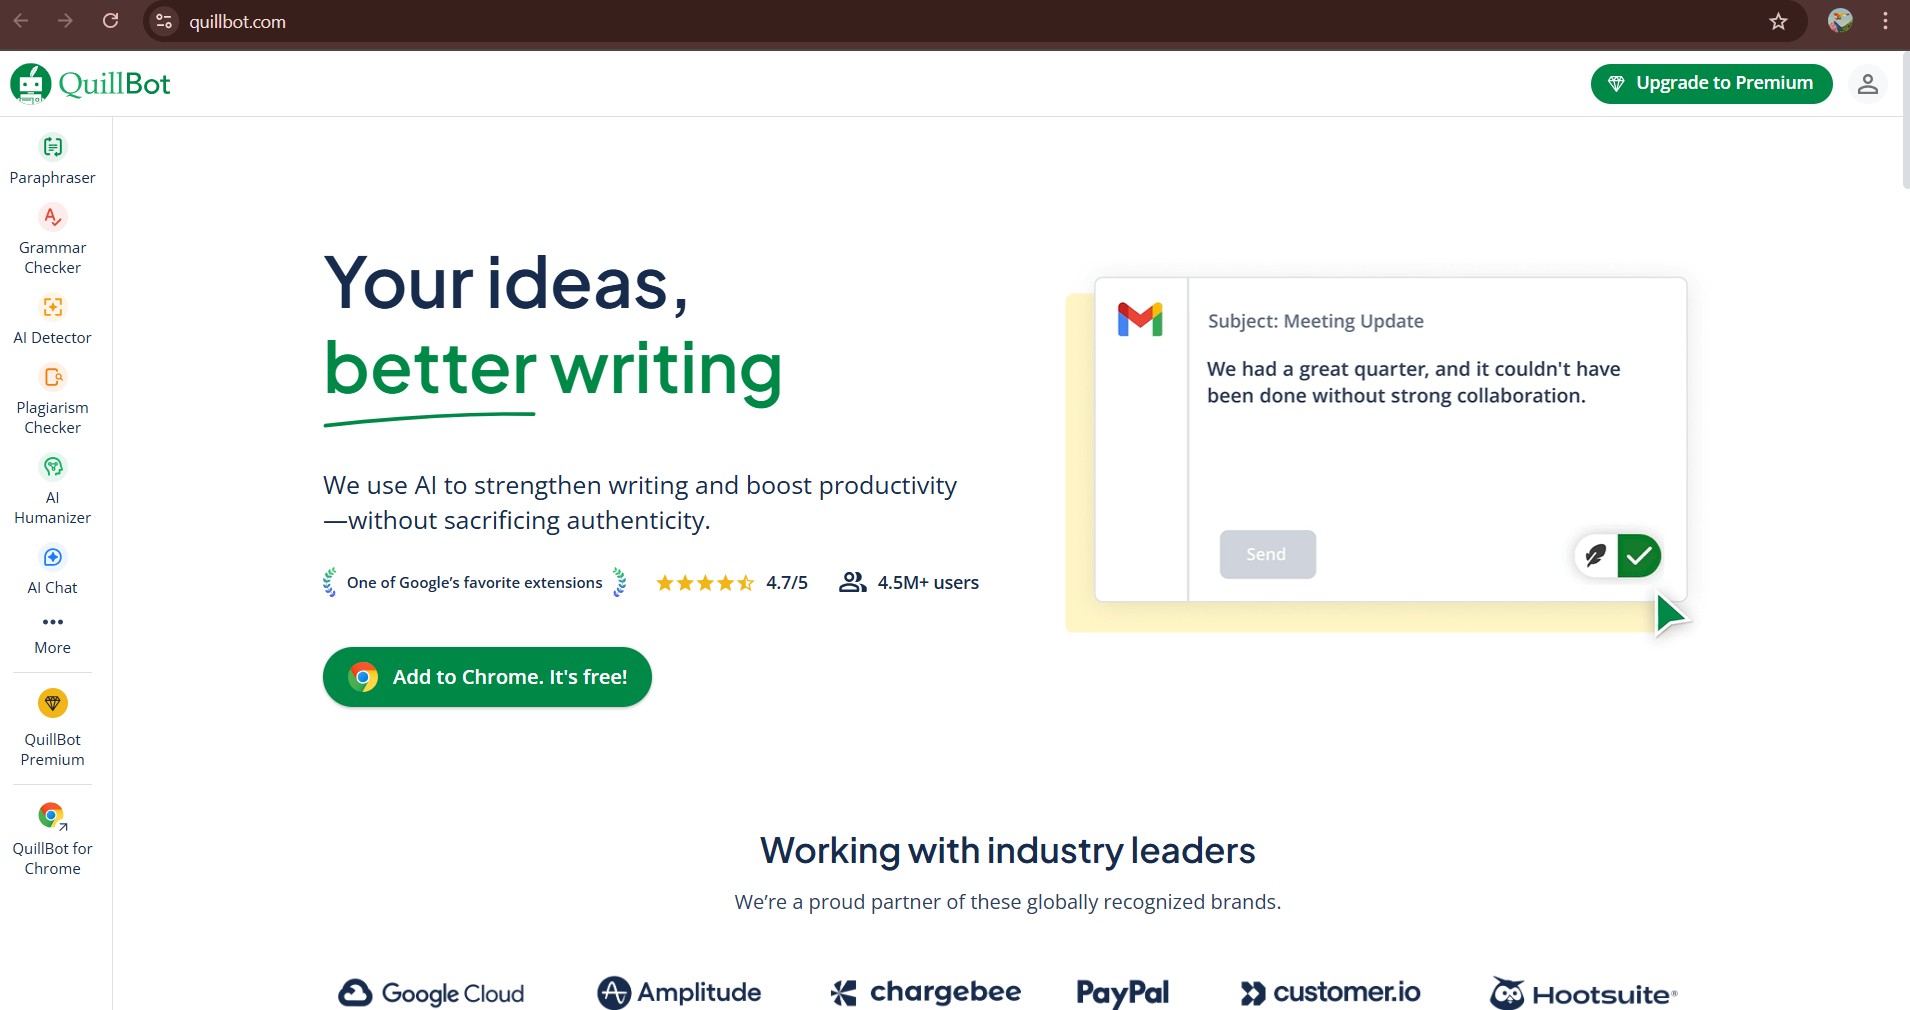 quillbot.com
QuillBot
Upgrade to Premium
Paraphraser
Grammar
Checker
AI Detector
Plagiarism
Checker
AI
Humanizer
AI Chat
More
QuillBot
Premium
QuillBot for
Chrome
Your ideas,
better writing
We use AI to strengthen writing and boost productivity
—without sacrificing authenticity.
One of Google’s favorite extensions
4.7/5
4.5M+ users
Add to Chrome. It's free!
Subject: Meeting Update
We had a great quarter, and it couldn't have
been done without strong collaboration.
Send
Working with industry leaders
We’re a proud partner of these globally recognized brands.
Google Cloud
Amplitude
chargebee
PayPal
customer.io
Hootsuite®